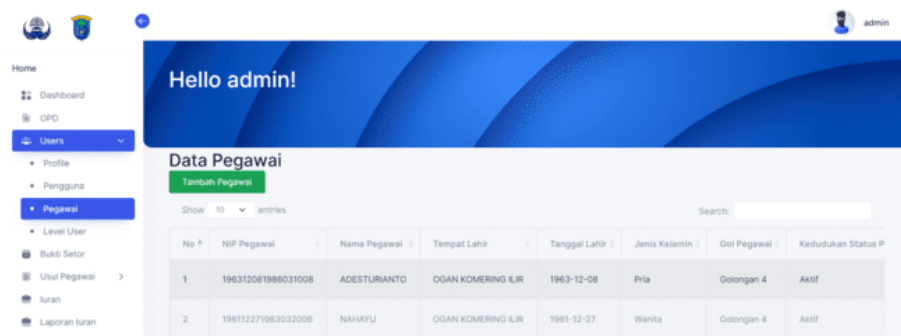 admin
Home
Dashboard
OPD
Users
Profile
Pengguna
Pegawai
Level User
Bukti Setor
Usul Pegawai
Iuran
Laporan Iuran
Hello admin!
Data Pegawai
Tambah Pegawai
Show 10 entries
Search:
No NIP Pegawai Nama Pegawai Tempat Lahir Tanggal Lahir Jenis Kelamin Gol Pegawai Kedudukan Status P
1 196312081986031008 ADESTURIANTO OGAN KOMERING ILIR 1963-12-08 Pria Golongan 4 Aktif
2 196112271983032006 NAHAYU OGAN KOMERING ILIR 1961-12-27 Wanita Golongan 4 Aktif